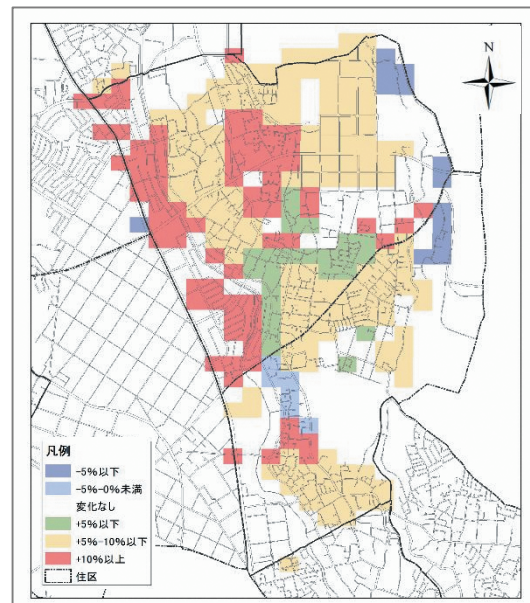 N
凡例
-5%以下
-5%-0%未満
変化なし
+5%以下
+5%-10%以下
+10%以上
住区